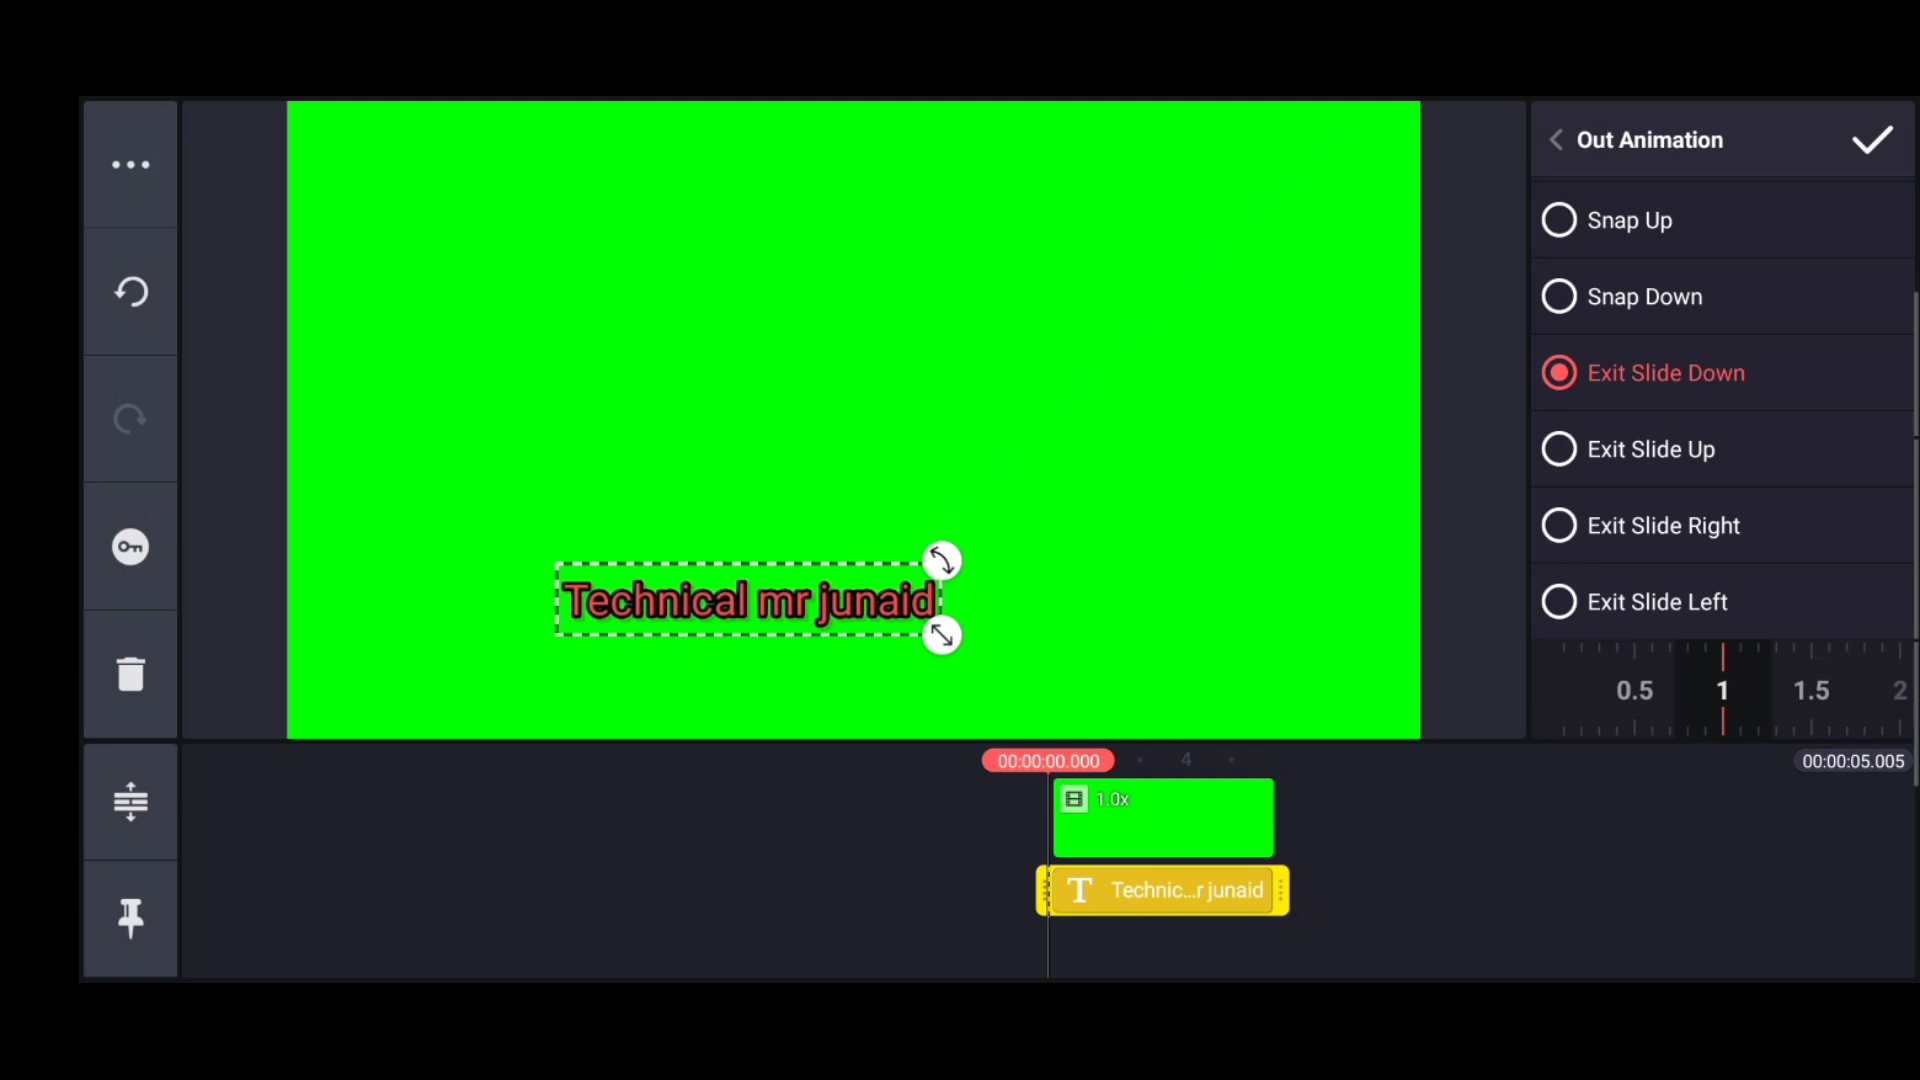 Out Animation
Snap Up
Snap Down
Exit Slide Down
Exit Slide Up
Exit Slide Right
Exit Slide Left
0.5 1 1.5 2
Technical mr junaid
00:00:00.000 4 00:00:05.005
1.0x
T Technic...r junaid